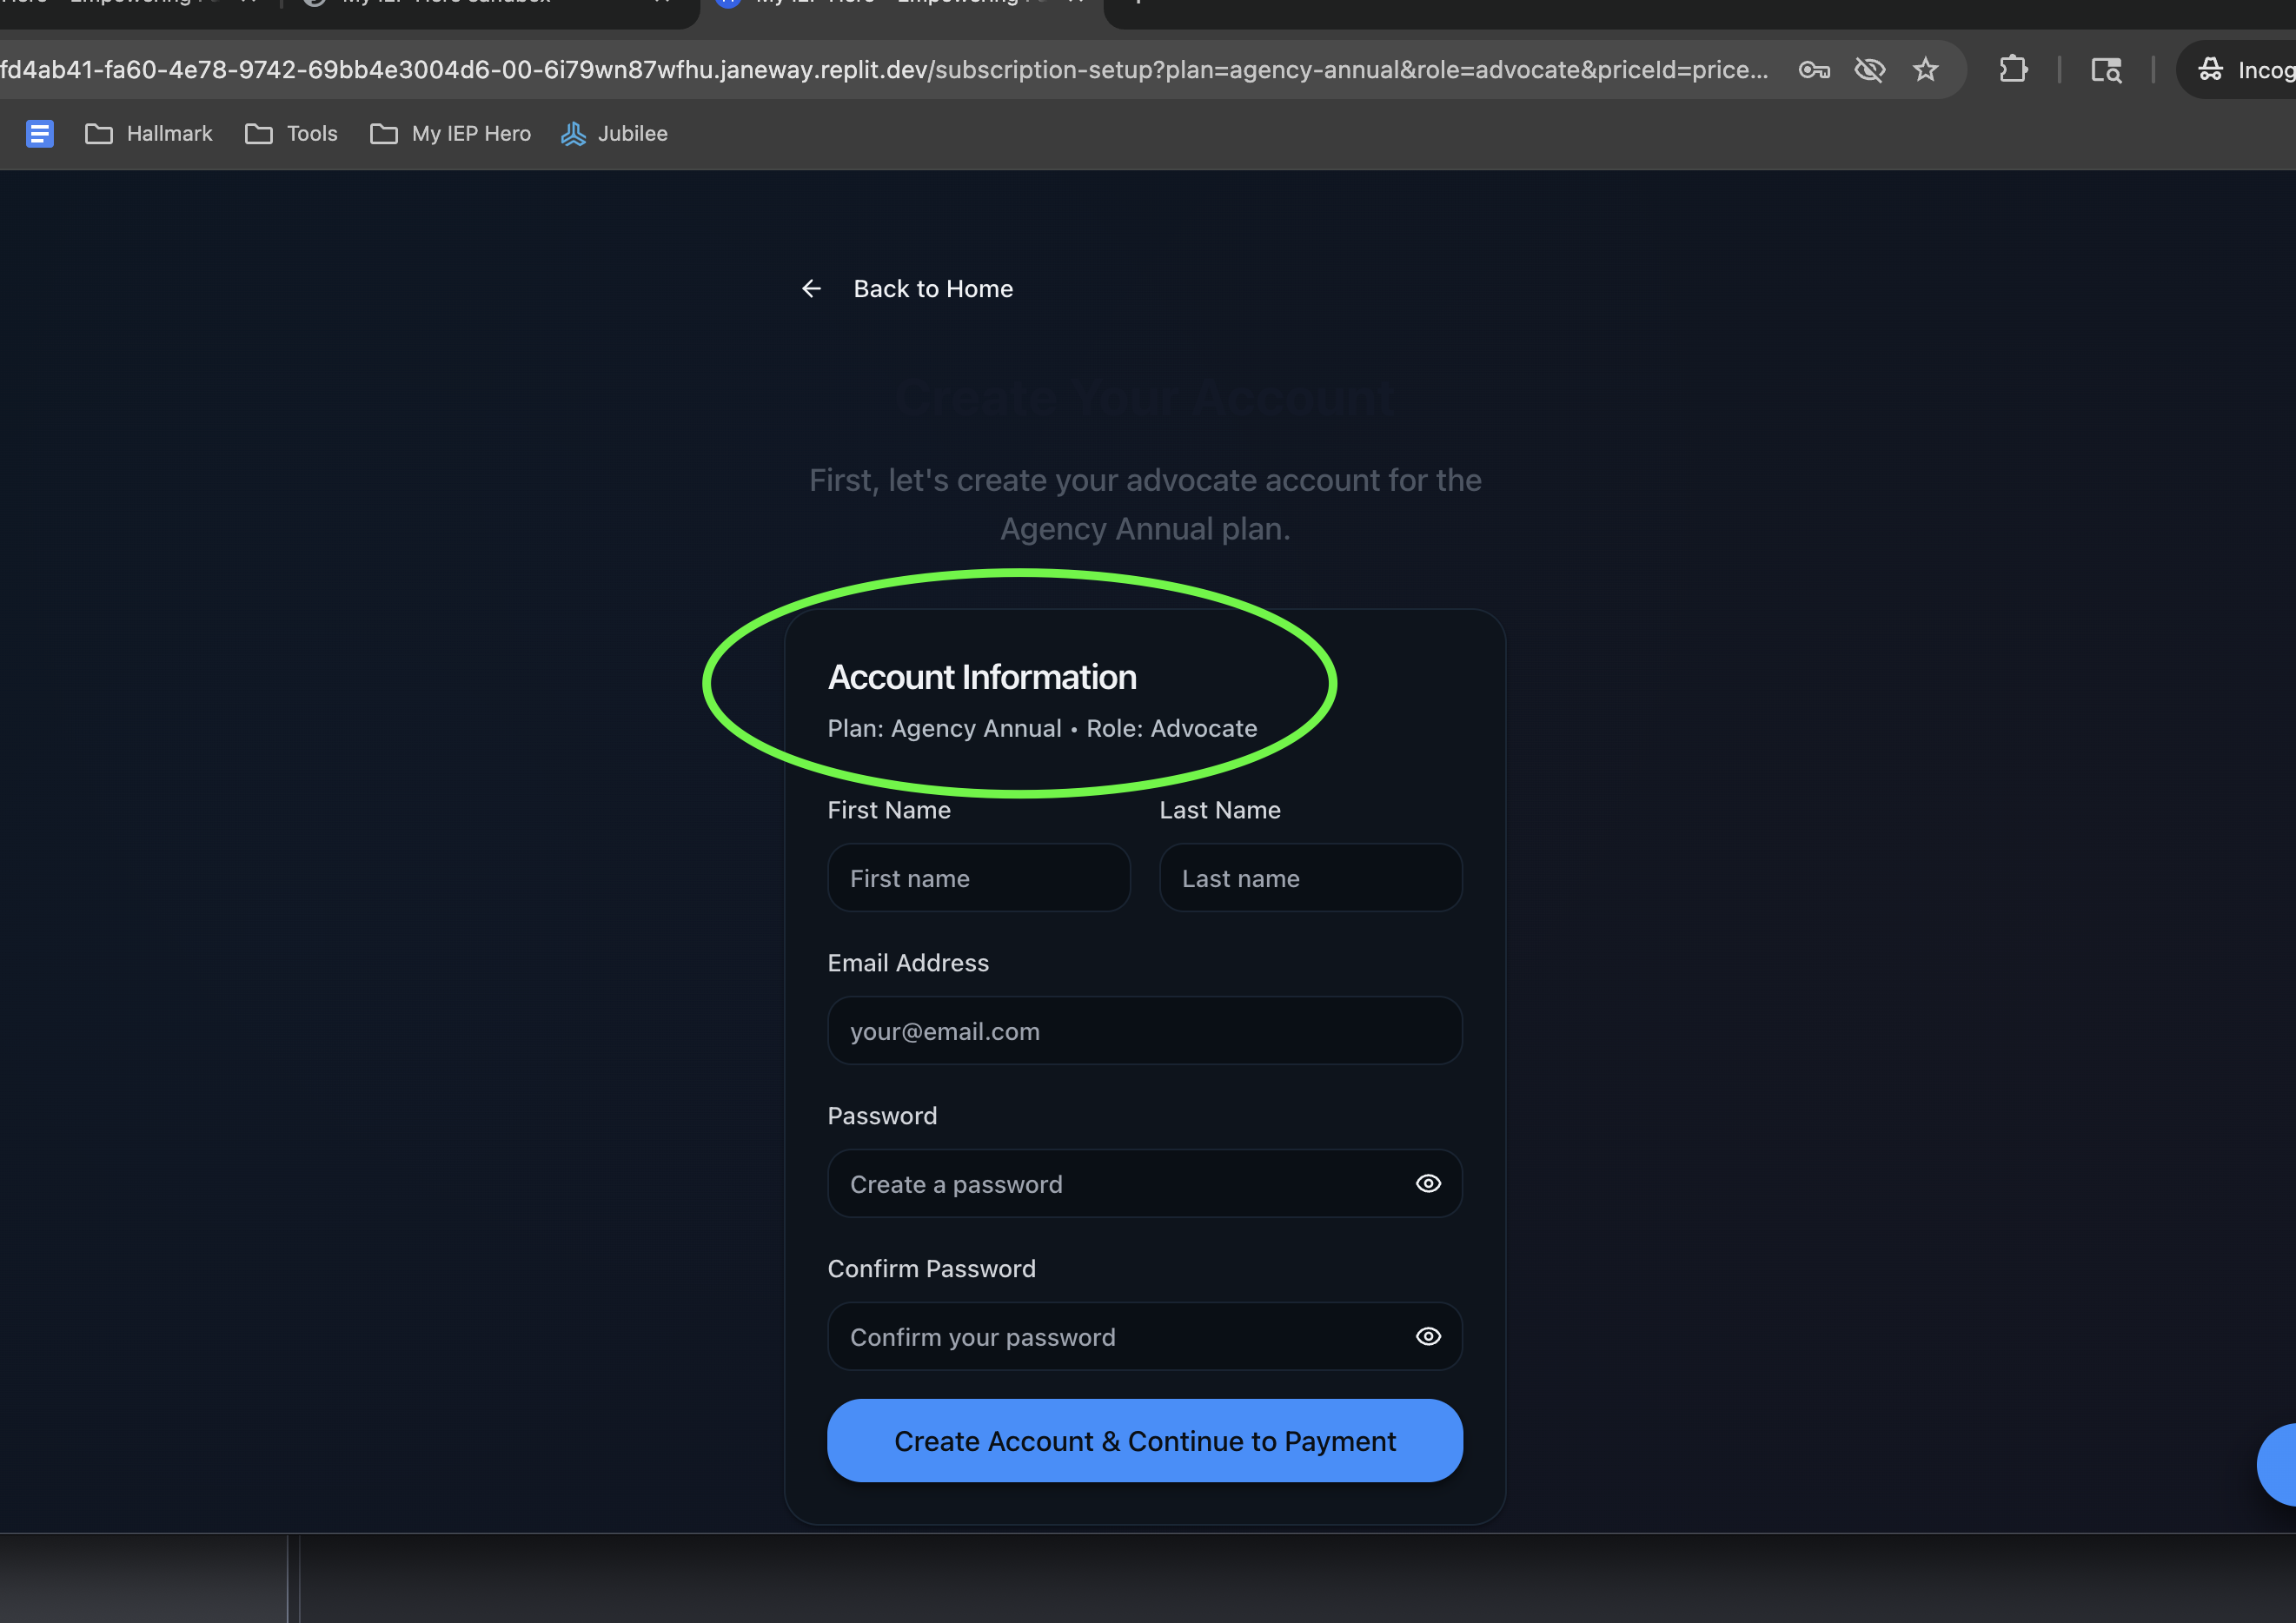 fd4ab41-fa60-4e78-9742-69bb4e3004d6-00-6i79wn87wfhu.janeway.replit.dev/subscription-setup?plan=agency-annual&role=advocate&priceId=price...
Hallmark
Tools
My IEP Hero
Jubilee
Back to Home
Create Your Account
First, let's create your advocate account for the
Agency Annual plan.
Account Information
Plan: Agency Annual • Role: Advocate
First Name
Last Name
First name
Last name
Email Address
your@email.com
Password
Create a password
Confirm Password
Confirm your password
Create Account & Continue to Payment